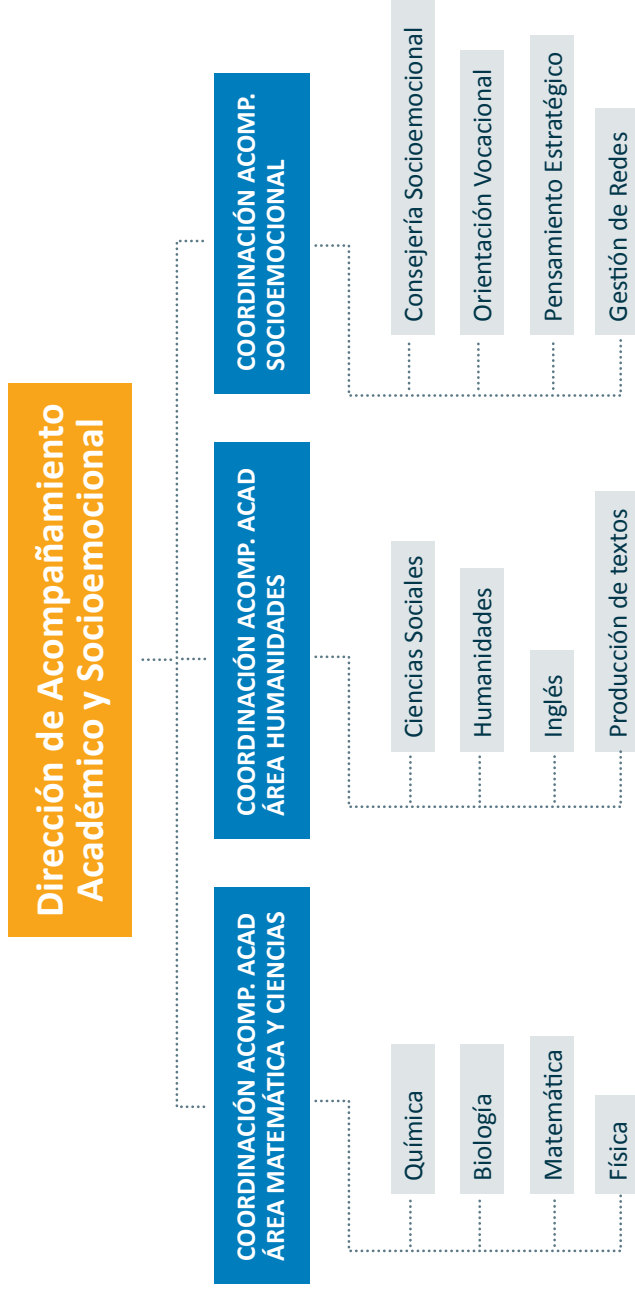 Dirección de Acompañamiento
Académico y Socioemocional
COORDINACIÓN ACOMP. ACAD
ÁREA MATEMÁTICA Y CIENCIAS
Química
Biología
Matemática
Física
COORDINACIÓN ACOMP. ACAD
ÁREA HUMANIDADES
Ciencias Sociales
Humanidades
Inglés
Producción de textos
COORDINACIÓN ACOMP.
SOCIOEMOCIONAL
Consejería Socioemocional
Orientación Vocacional
Pensamiento Estratégico
Gestión de Redes